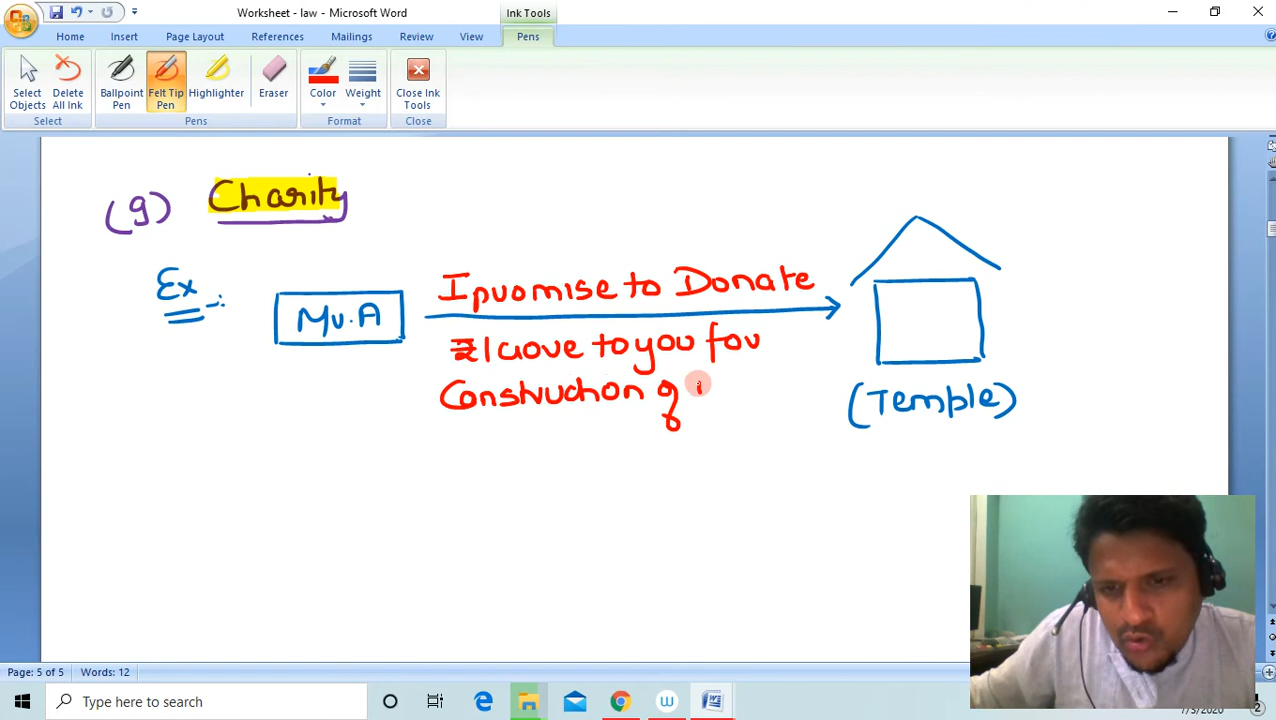 Worksheet - law - Microsoft Word
Ink Tools
Home Insert Page Layout References Mailings Review View Pens
Select Objects
Delete All Ink
Ballpoint Pen
Felt Tip Pen
Highlighter
Eraser
Color
Weight
Close Ink Tools
Select Pens Format Close
(g) Charity
Ex :
Mr. A
I promise to Donate
₹1 crore to you for
Construction of
(Temple)
Page: 5 of 5 Words: 12
Type here to search
2